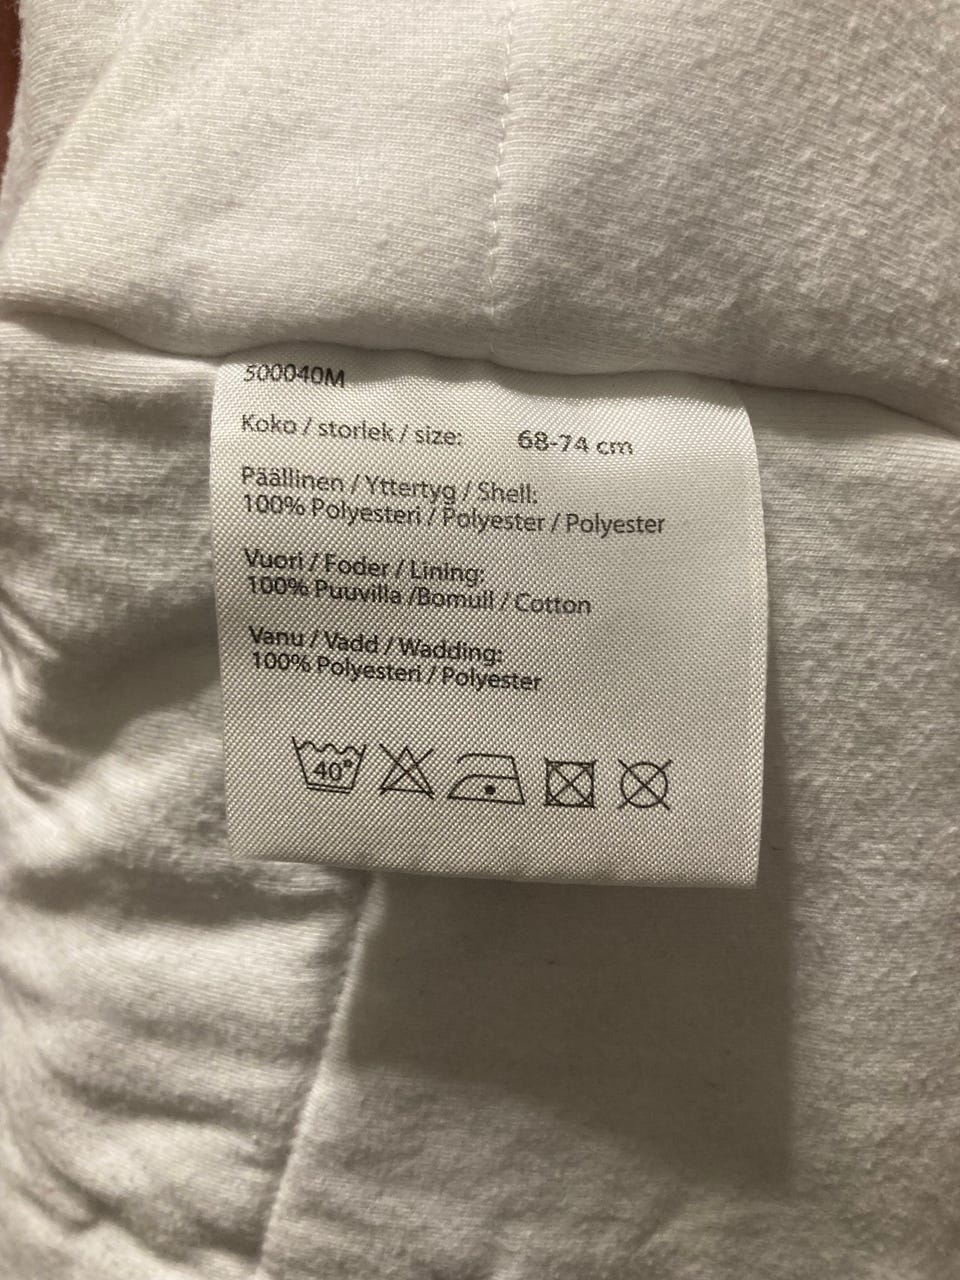 500040M
Koko / storlek / size: 68-74 cm
Päällinen / Yttertyg / Shell:
100% Polyesteri / Polyester / Polyester
Vuori / Foder / Lining:
100% Puuvilla /Bomull / Cotton
Vanu / Vadd / Wadding:
100% Polyesteri / Polyester
40°